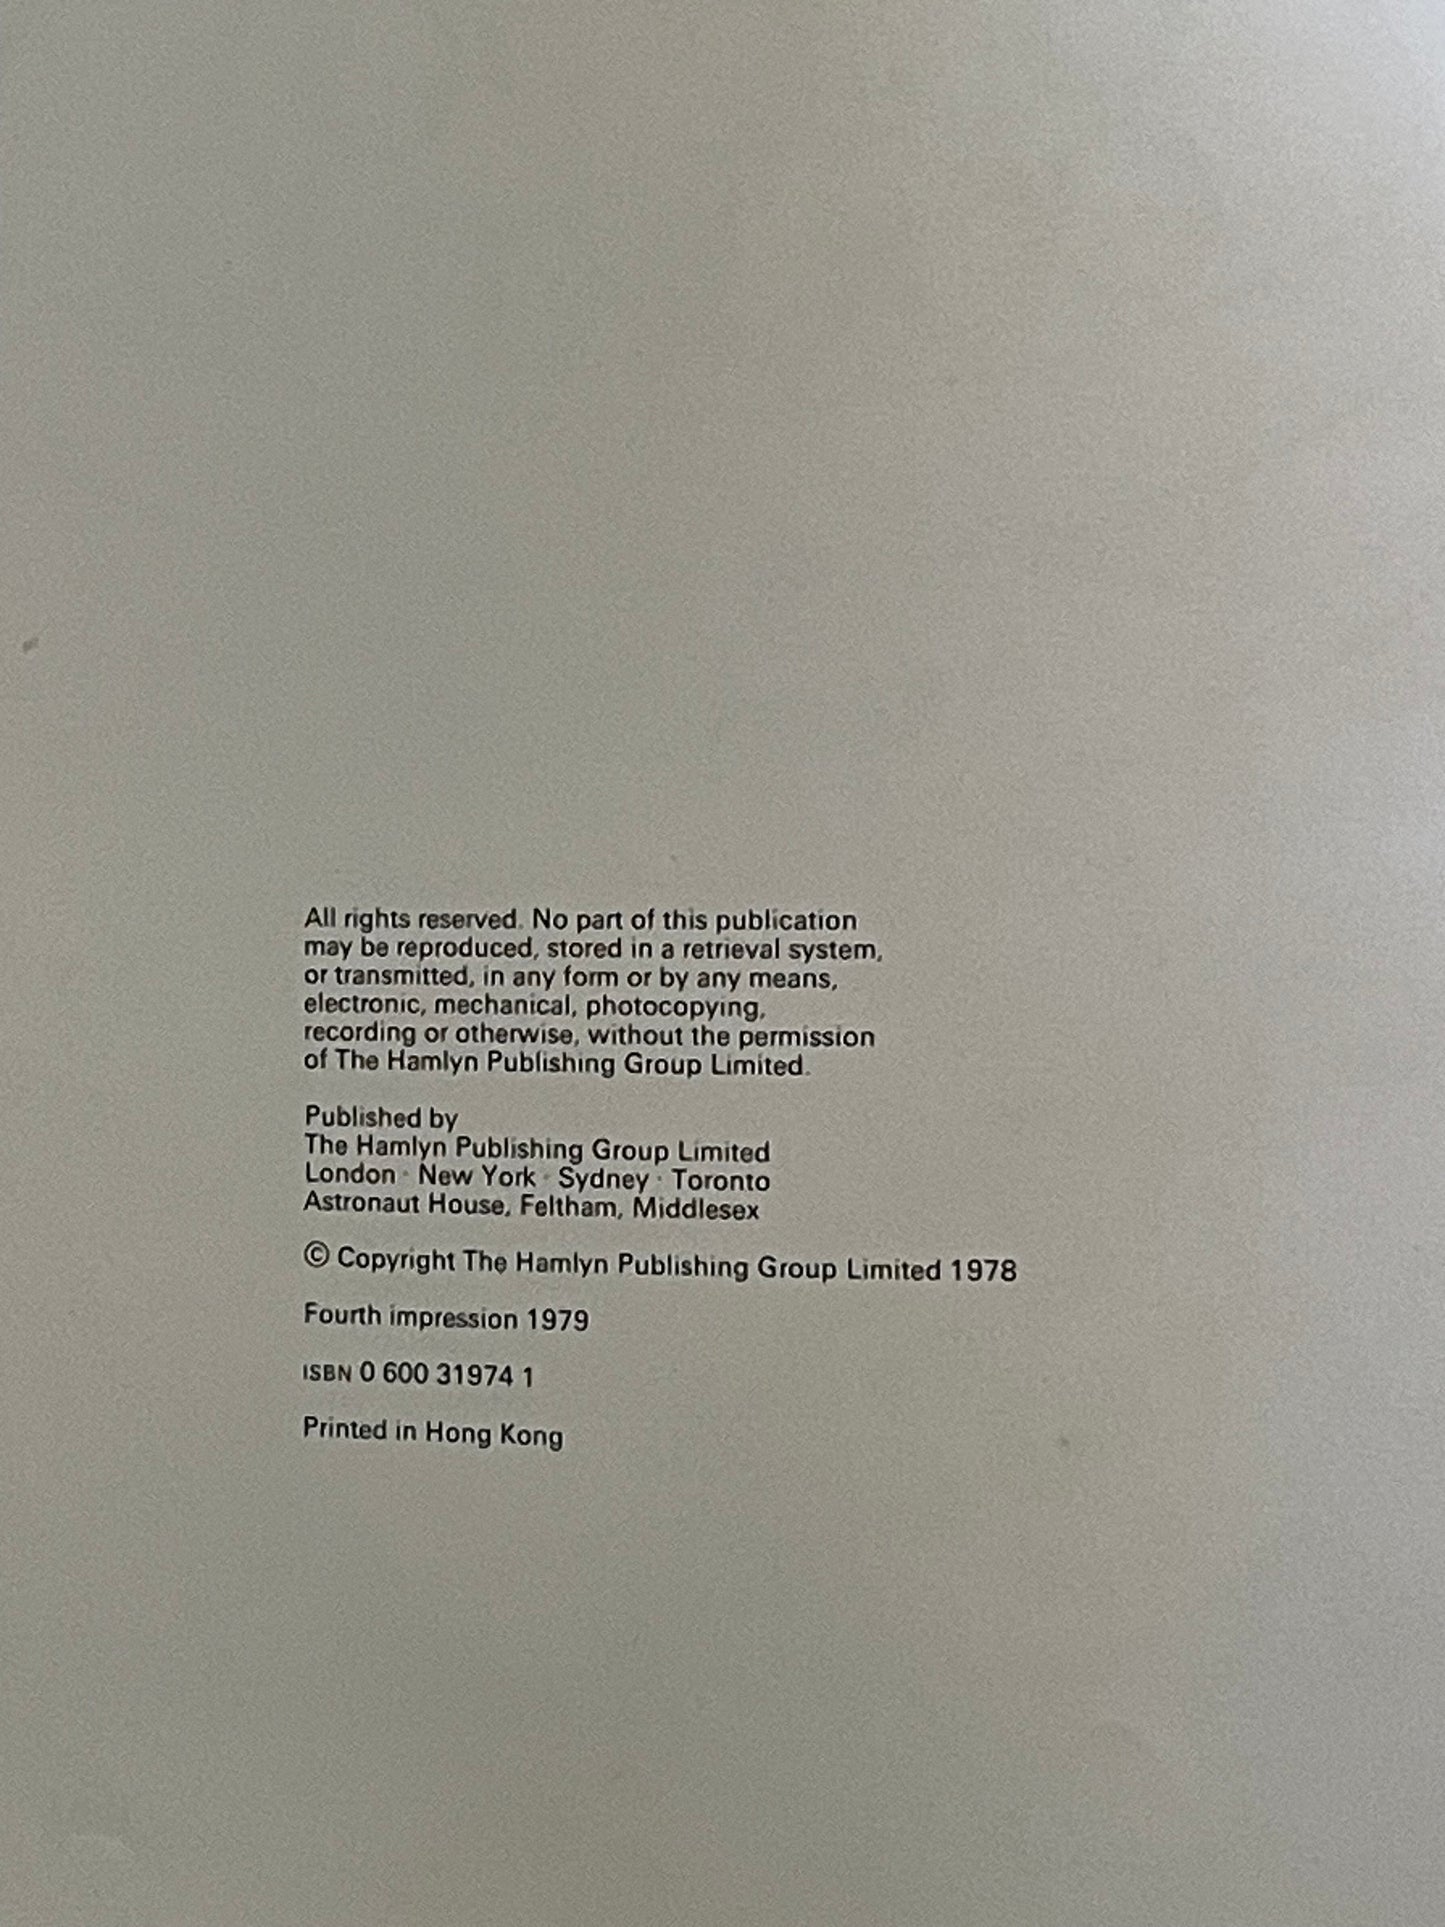 All rights reserved. No part of this publication
may be reproduced, stored in a retrieval system,
or transmitted, in any form or by any means,
electronic, mechanical, photocopying,
recording or otherwise, without the permission
of The Hamlyn Publishing Group Limited.
Published by
The Hamlyn Publishing Group Limited
London · New York · Sydney · Toronto
Astronaut House, Feltham, Middlesex
© Copyright The Hamlyn Publishing Group Limited 1978
Fourth impression 1979
ISBN 0 600 31974 1
Printed in Hong Kong